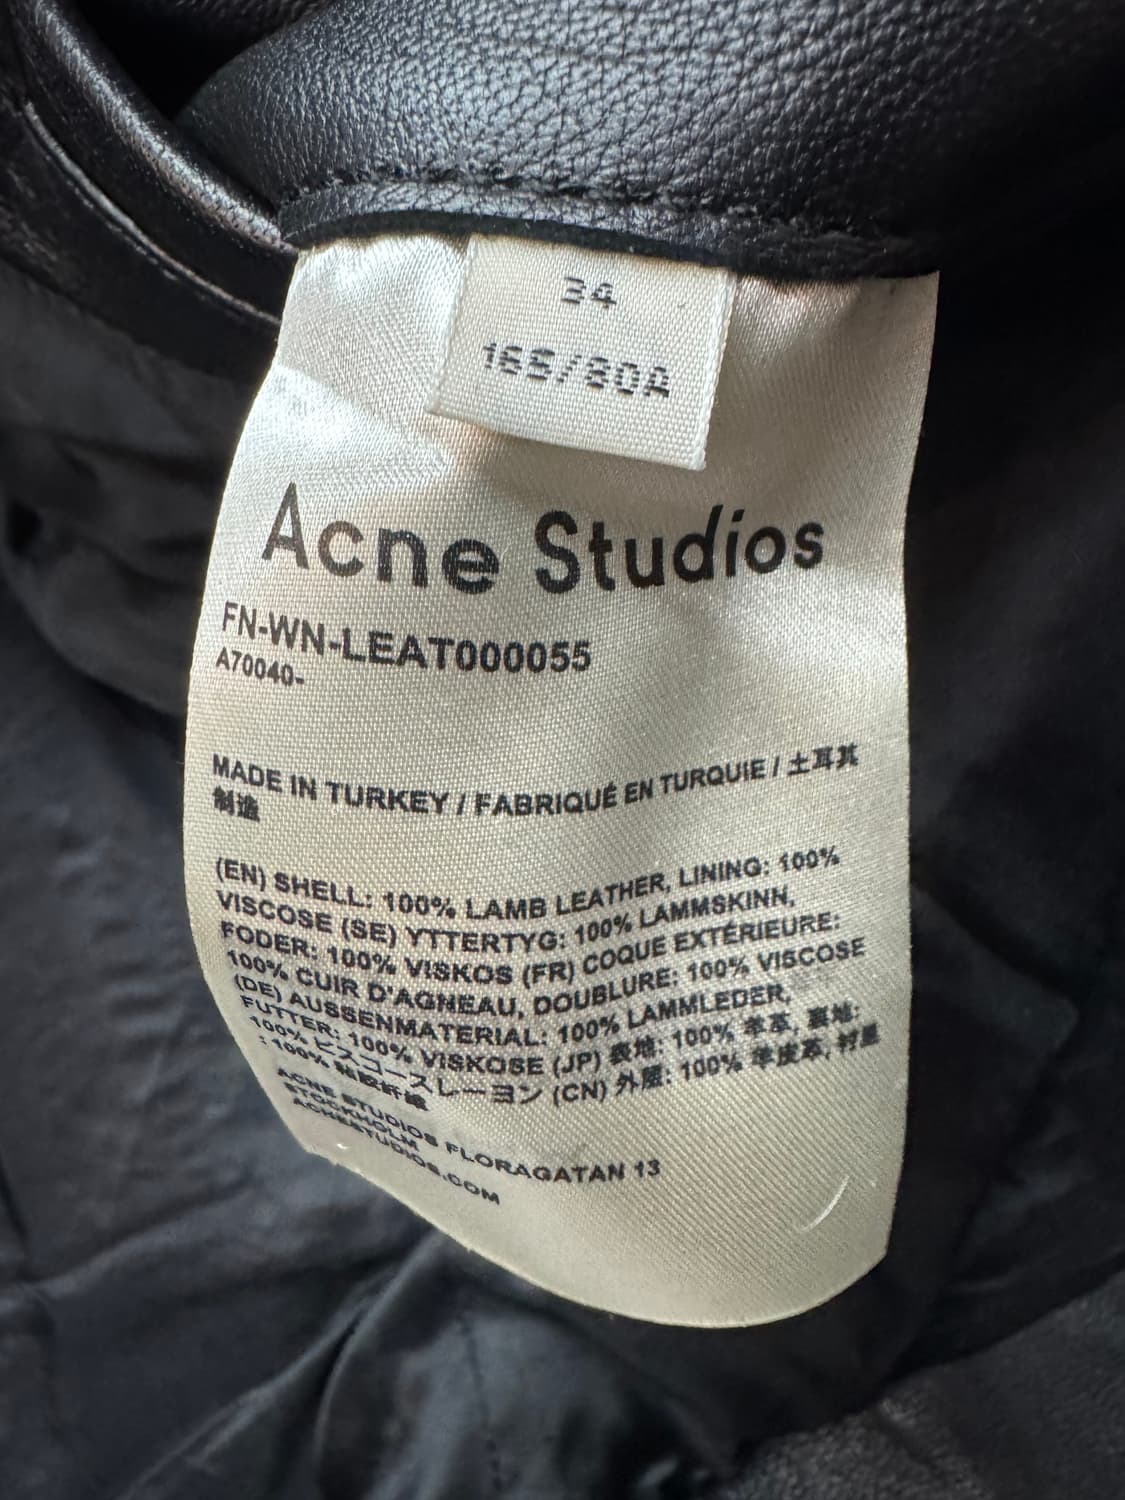 34
165/80A
Acne Studios
FN-WN-LEAT000055
A70040-
MADE IN TURKEY / FABRIQUÉ EN TURQUIE / 土耳其
制造
(EN) SHELL: 100% LAMB LEATHER, LINING: 100%
VISCOSE (SE) YTTERTYG: 100% LAMMSKINN,
FODER: 100% VISKOS (FR) COQUE EXTÉRIEURE:
100% CUIR D'AGNEAU, DOUBLURE: 100% VISCOSE
(DE) AUSSENMATERIAL: 100% LAMMLEDER,
FUTTER: 100% VISKOSE (JP) 表地: 100% 羊革, 裏地:
100% ビスコースレーヨン (CN) 外层: 100% 羊皮革, 衬里
: 100% 粘胶纤维
ACNE STUDIOS FLORAGATAN 13
STOCKHOLM
ACNESTUDIOS.COM